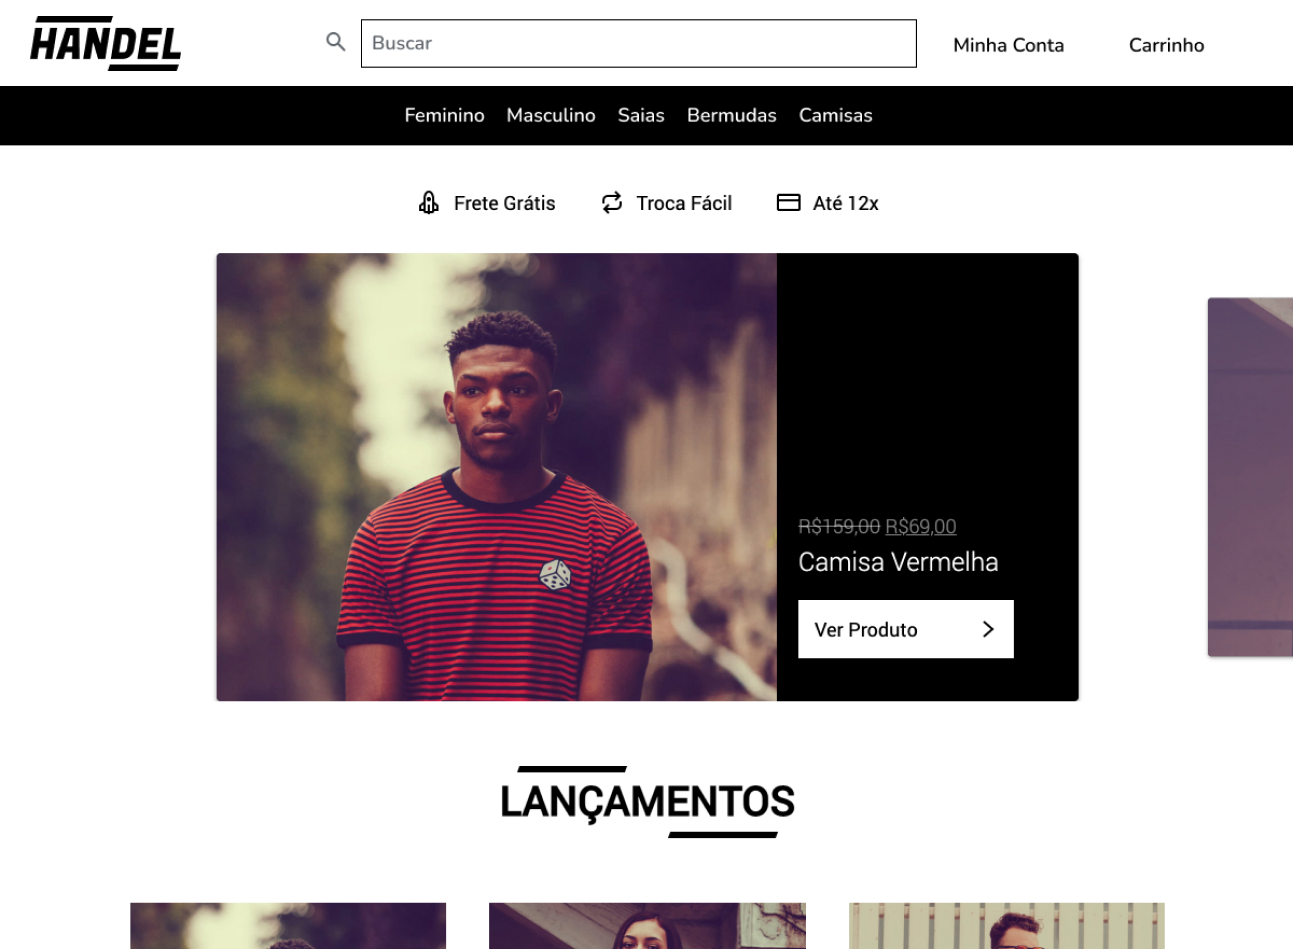 HANDEL
Buscar
Minha Conta
Carrinho
Feminino Masculino Saias Bermudas Camisas
Frete Grátis
Troca Fácil
Até 12x
R$159,00 R$69,00
Camisa Vermelha
Ver Produto
LANÇAMENTOS